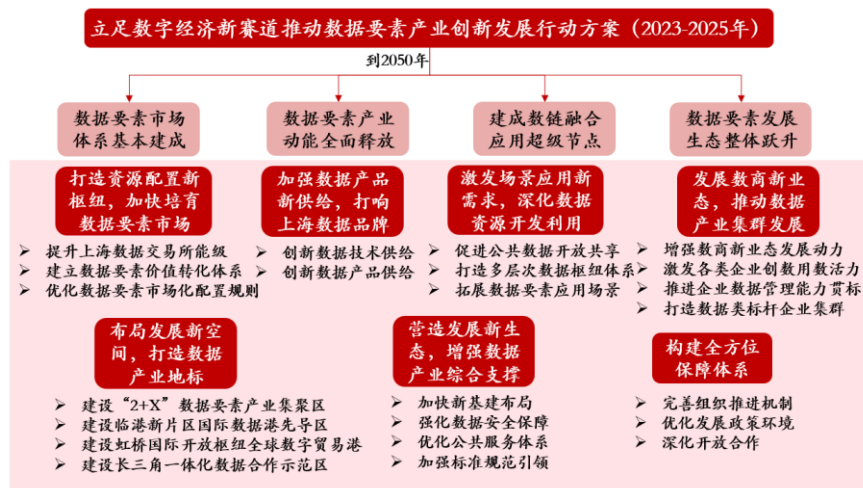 立足数字经济新赛道推动数据要素产业创新发展行动方案（2023-2025年）
到2050年
数据要素市场
体系基本建成
数据要素产业
动能全面释放
建成数链融合
应用超级节点
数据要素发展
生态整体跃升
打造资源配置新
枢纽，加快培育
数据要素市场
➢ 提升上海数据交易所能级
➢ 建立数据要素价值转化体系
➢ 优化数据要素市场化配置规则
加强数据产品
新供给，打响
上海数据品牌
➢ 创新数据技术供给
➢ 创新数据产品供给
激发场景应用新
需求，深化数据
资源开发利用
➢ 促进公共数据开放共享
➢ 打造多层次数据枢纽体系
➢ 拓展数据要素应用场景
发展数商新业
态，推动数据
产业集群发展
➢ 增强数商新业态发展动力
➢ 激发各类企业创数用数活力
➢ 推进企业数据管理能力贯标
➢ 打造数据类标杆企业集群
布局发展新空
间，打造数据
产业地标
➢ 建设“2+X”数据要素产业集聚区
➢ 建设临港新片区国际数据港先导区
➢ 建设虹桥国际开放枢纽全球数字贸易港
➢ 建设长三角一体化数据合作示范区
营造发展新生
态，增强数据
产业综合支撑
➢ 加快新基建布局
➢ 强化数据安全保障
➢ 优化公共服务体系
➢ 加强标准规范引领
构建全方位
保障体系
➢ 完善组织推进机制
➢ 优化发展政策环境
➢ 深化开放合作